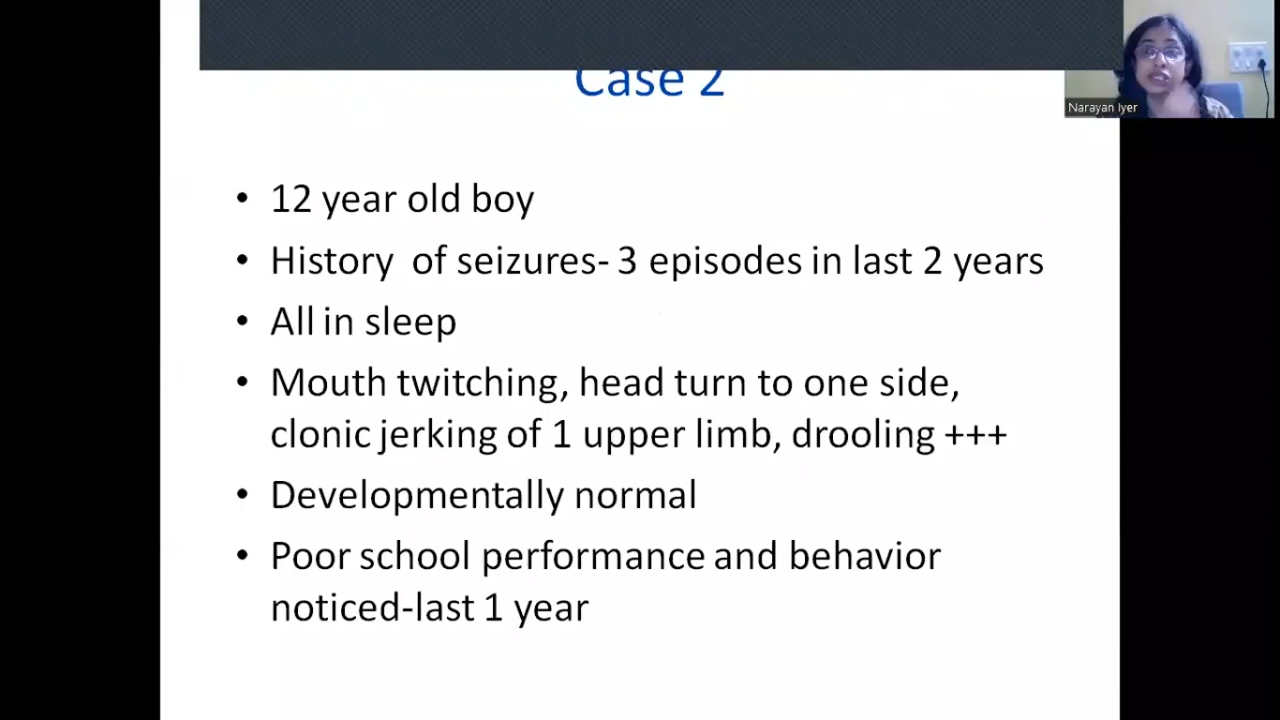 Case 2
Narayan Iyer
• 12 year old boy
• History of seizures- 3 episodes in last 2 years
• All in sleep
• Mouth twitching, head turn to one side,
clonic jerking of 1 upper limb, drooling +++
• Developmentally normal
• Poor school performance and behavior
noticed-last 1 year